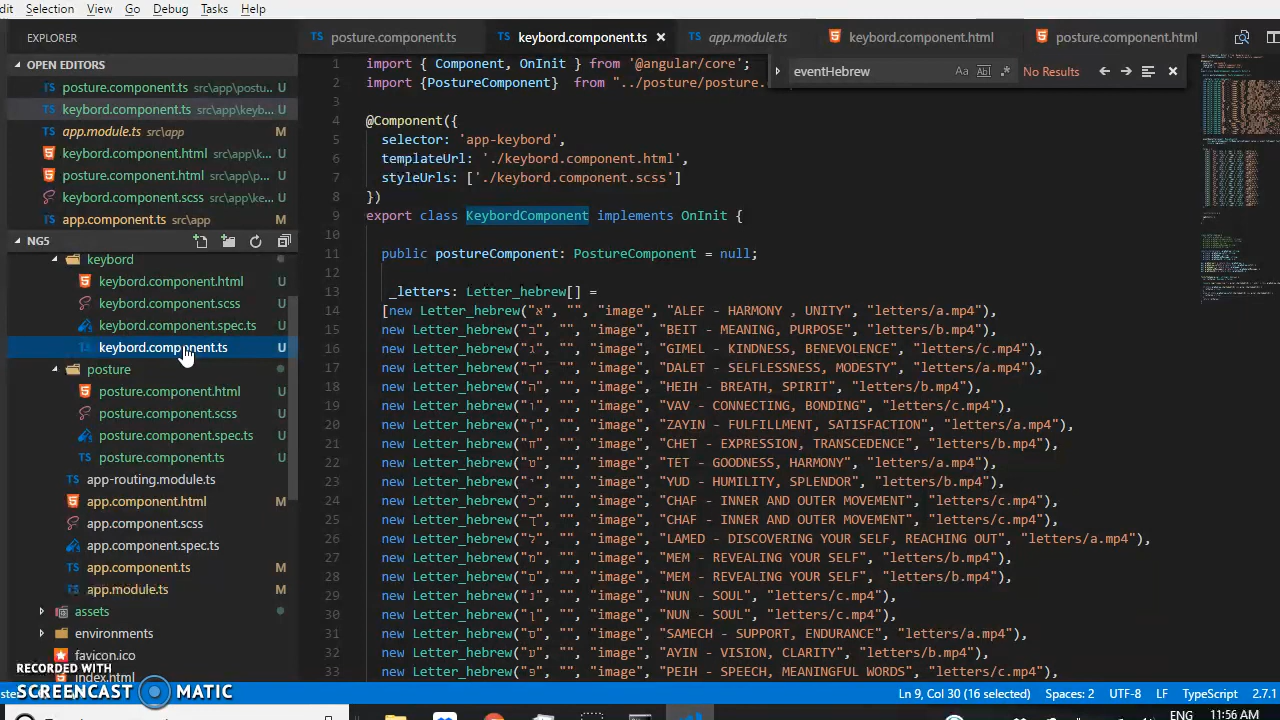 dit Selection View Go Debug Tasks Help
EXPLORER
TS posture.component.ts
TS keybord.component.ts ×
TS app.module.ts
keybord.component.html
posture.component.html
OPEN EDITORS
TS posture.component.ts src\app\postu... U
TS keybord.component.ts src\app\keyb... U
TS app.module.ts src\app M
keybord.component.html src\app\k... U
posture.component.html src\app\p... U
keybord.component.scss src\app\ke... U
TS app.component.ts src\app M
NG5
keybord
keybord.component.html U
keybord.component.scss U
keybord.component.spec.ts U
TS keybord.component.ts U
posture
posture.component.html U
posture.component.scss U
posture.component.spec.ts U
TS posture.component.ts U
TS app-routing.module.ts
app.component.html M
app.component.scss
app.component.spec.ts
TS app.component.ts M
TS app.module.ts M
assets
environments
favicon.ico
index.html
eventHebrew Aa Abl .* No Results
1 import { Component, OnInit } from '@angular/core';
2 import {PostureComponent} from "../posture/posture.
3
4 @Component({
5 selector: 'app-keybord',
6 templateUrl: './keybord.component.html',
7 styleUrls: ['./keybord.component.scss']
8 })
9 export class KeybordComponent implements OnInit {
10
11 public postureComponent: PostureComponent = null;
12
13 _letters: Letter_hebrew[] =
14 [new Letter_hebrew("א", "", "image", "ALEF - HARMONY , UNITY", "letters/a.mp4"),
15 new Letter_hebrew("ב", "", "image", "BEIT - MEANING, PURPOSE", "letters/b.mp4"),
16 new Letter_hebrew("ג", "", "image", "GIMEL - KINDNESS, BENEVOLENCE", "letters/c.mp4"),
17 new Letter_hebrew("ד", "", "image", "DALET - SELFLESSNESS, MODESTY", "letters/a.mp4"),
18 new Letter_hebrew("ה", "", "image", "HEIH - BREATH, SPIRIT", "letters/b.mp4"),
19 new Letter_hebrew("ו", "", "image", "VAV - CONNECTING, BONDING", "letters/c.mp4"),
20 new Letter_hebrew("ז", "", "image", "ZAYIN - FULFILLMENT, SATISFACTION", "letters/a.mp4"),
21 new Letter_hebrew("ח", "", "image", "CHET - EXPRESSION, TRANSCEDENCE", "letters/b.mp4"),
22 new Letter_hebrew("ט", "", "image", "TET - GOODNESS, HARMONY", "letters/a.mp4"),
23 new Letter_hebrew("י", "", "image", "YUD - HUMILITY, SPLENDOR", "letters/b.mp4"),
24 new Letter_hebrew("כ", "", "image", "CHAF - INNER AND OUTER MOVEMENT", "letters/c.mp4"),
25 new Letter_hebrew("ך", "", "image", "CHAF - INNER AND OUTER MOVEMENT", "letters/c.mp4"),
26 new Letter_hebrew("ל", "", "image", "LAMED - DISCOVERING YOUR SELF, REACHING OUT", "letters/a.mp4"),
27 new Letter_hebrew("מ", "", "image", "MEM - REVEALING YOUR SELF", "letters/b.mp4"),
28 new Letter_hebrew("ם", "", "image", "MEM - REVEALING YOUR SELF", "letters/b.mp4"),
29 new Letter_hebrew("נ", "", "image", "NUN - SOUL", "letters/c.mp4"),
30 new Letter_hebrew("ן", "", "image", "NUN - SOUL", "letters/c.mp4"),
31 new Letter_hebrew("ס", "", "image", "SAMECH - SUPPORT, ENDURANCE", "letters/a.mp4"),
32 new Letter_hebrew("ע", "", "image", "AYIN - VISION, CLARITY", "letters/b.mp4"),
33 new Letter_hebrew("פ", "", "image", "PEIH - SPEECH, MEANINGFUL WORDS", "letters/c.mp4"),
RECORDED WITH
SCREENCAST MATIC
Ln 9, Col 30 (16 selected) Spaces: 2 UTF-8 LF TypeScript 2.7.1
ENG 11:56 AM